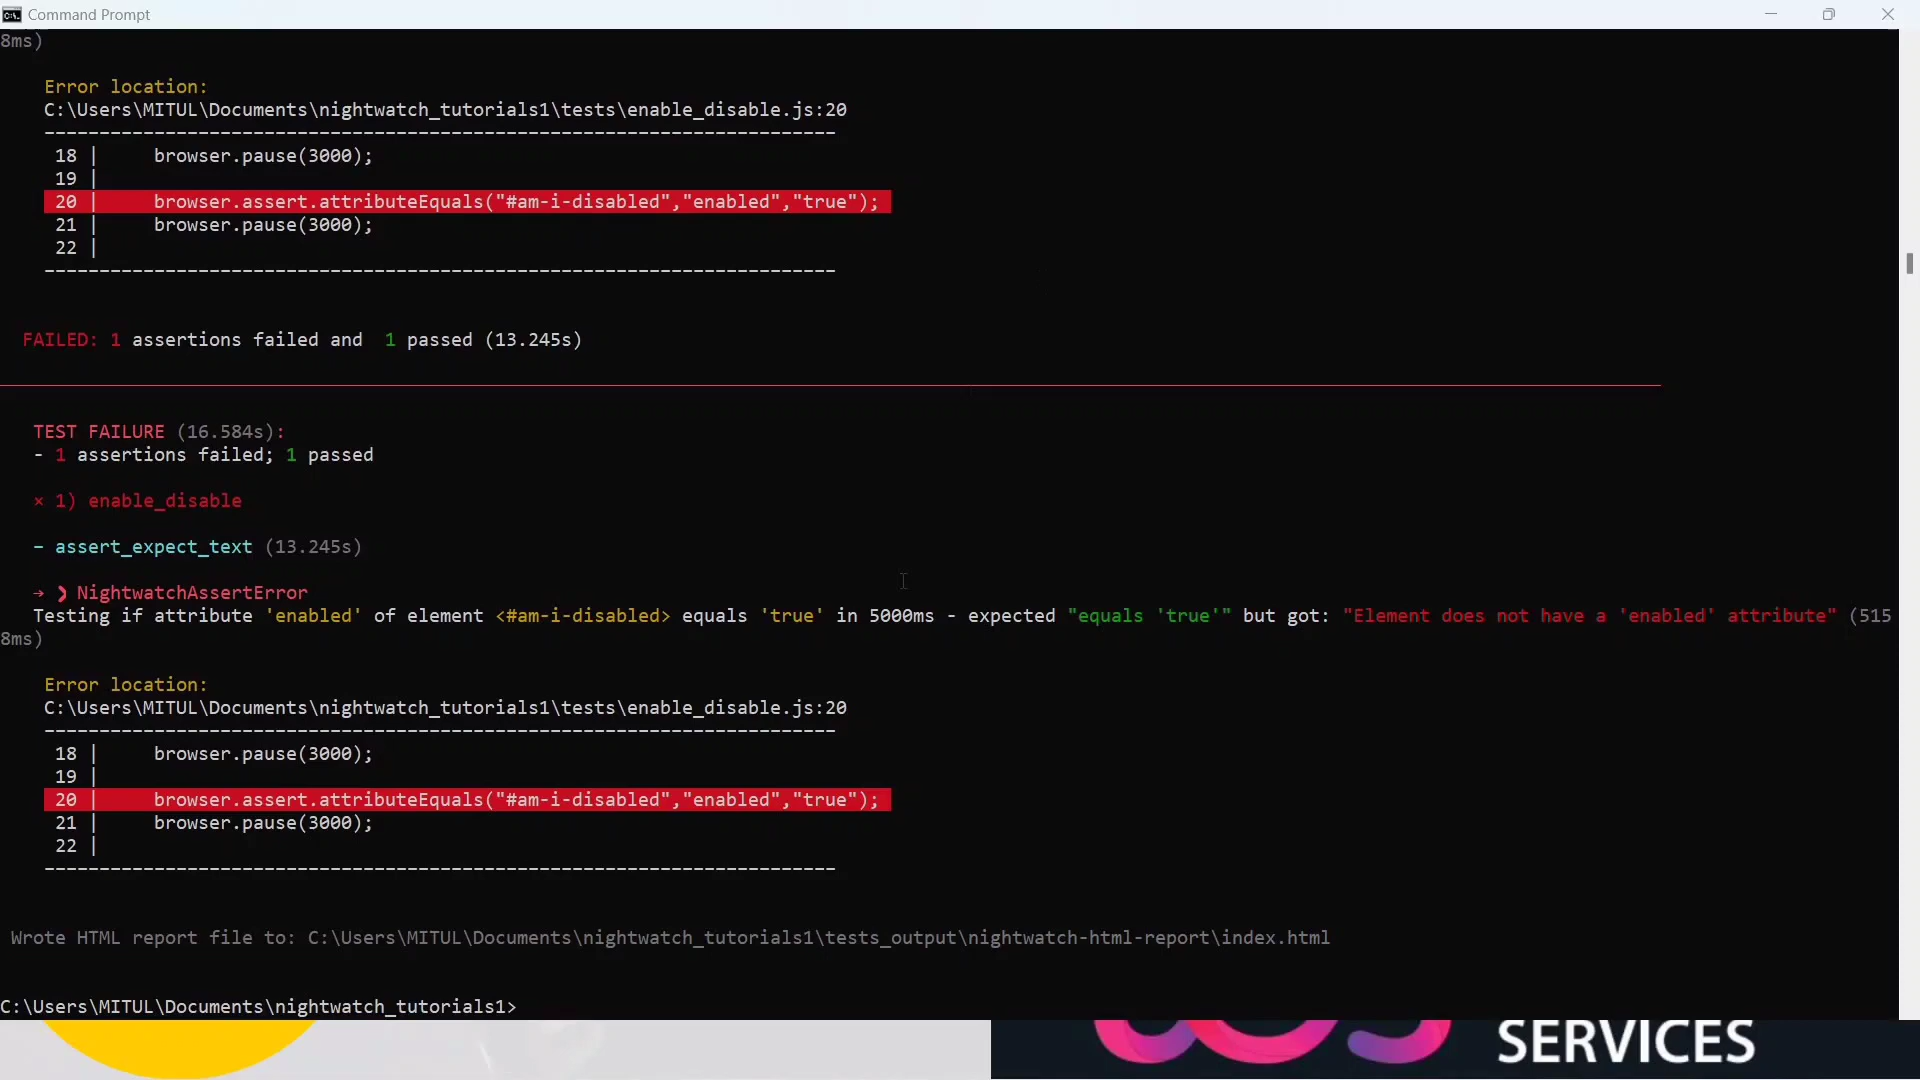 Command Prompt
8ms)
Error location:
C:\Users\MITUL\Documents\nightwatch_tutorials1\tests\enable_disable.js:20
-----------------------------------------------------------------------
18 |     browser.pause(3000);
19 |
20 |     browser.assert.attributeEquals("#am-i-disabled","enabled","true");
21 |     browser.pause(3000);
22 |
-----------------------------------------------------------------------
FAILED: 1 assertions failed and  1 passed (13.245s)
TEST FAILURE (16.584s):
- 1 assertions failed; 1 passed
× 1) enable_disable
– assert_expect_text (13.245s)
→ ❯ NightwatchAssertError
Testing if attribute 'enabled' of element <#am-i-disabled> equals 'true' in 5000ms - expected "equals 'true'" but got: "Element does not have a 'enabled' attribute" (515
8ms)
Error location:
C:\Users\MITUL\Documents\nightwatch_tutorials1\tests\enable_disable.js:20
-----------------------------------------------------------------------
18 |     browser.pause(3000);
19 |
20 |     browser.assert.attributeEquals("#am-i-disabled","enabled","true");
21 |     browser.pause(3000);
22 |
-----------------------------------------------------------------------
Wrote HTML report file to: C:\Users\MITUL\Documents\nightwatch_tutorials1\tests_output\nightwatch-html-report\index.html
C:\Users\MITUL\Documents\nightwatch_tutorials1>
SERVICES